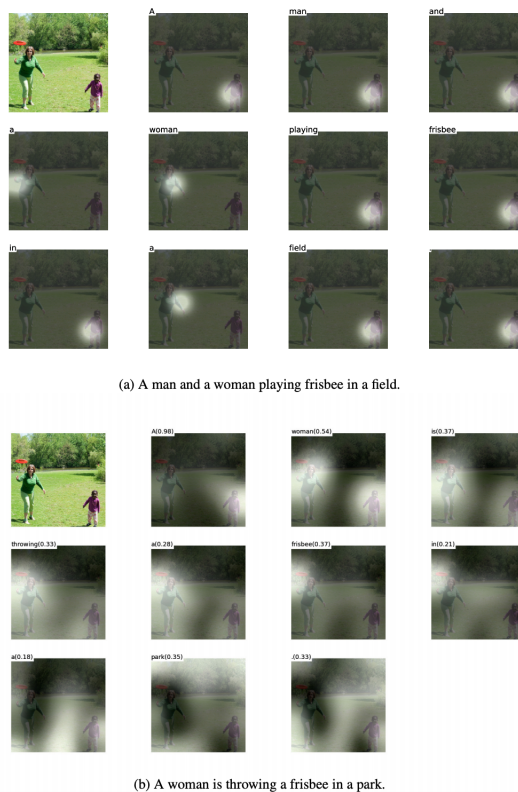 A man and
a woman playing frisbee
in a field .
(a) A man and a woman playing frisbee in a field.
A(0.98) woman(0.54) is(0.37)
throwing(0.33) a(0.28) frisbee(0.37) in(0.21)
a(0.18) park(0.35) .(0.33)
(b) A woman is throwing a frisbee in a park.